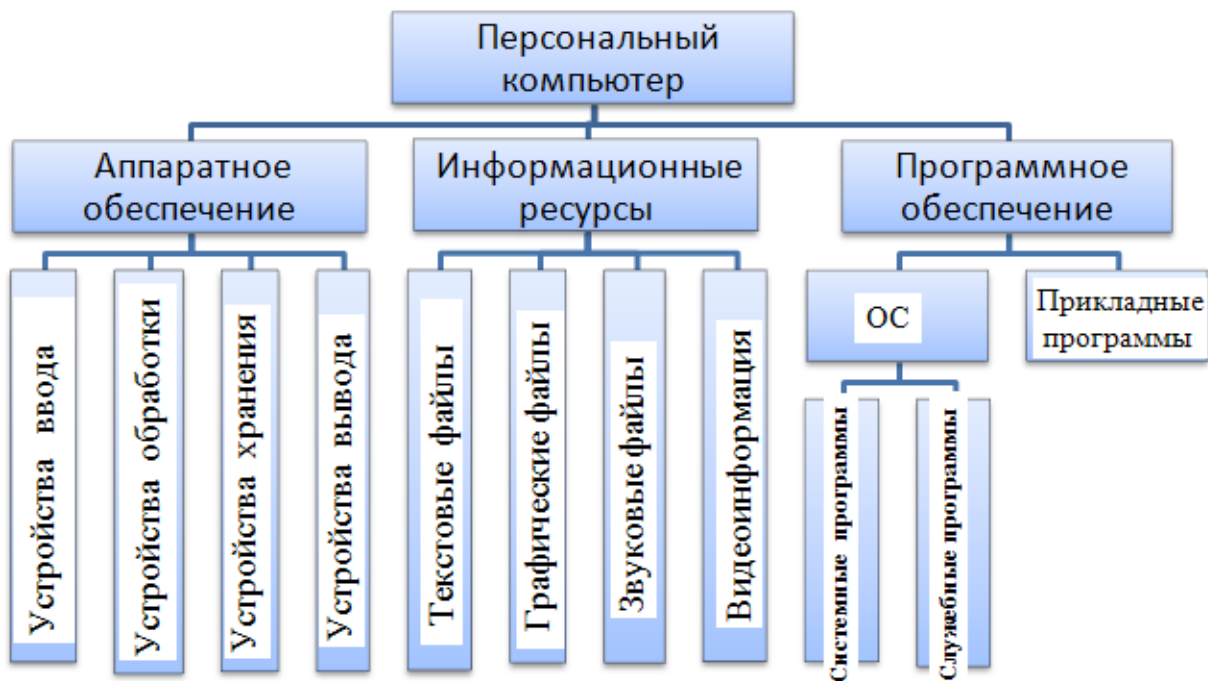 Персональный
компьютер
Аппаратное
обеспечение
Информационные
ресурсы
Программное
обеспечение
Устройства ввода
Устройства обработки
Устройства хранения
Устройства вывода
Текстовые файлы
Графические файлы
Звуковые файлы
Видеоинформация
ОС
Прикладные
программы
Системные программы
Служебные программы